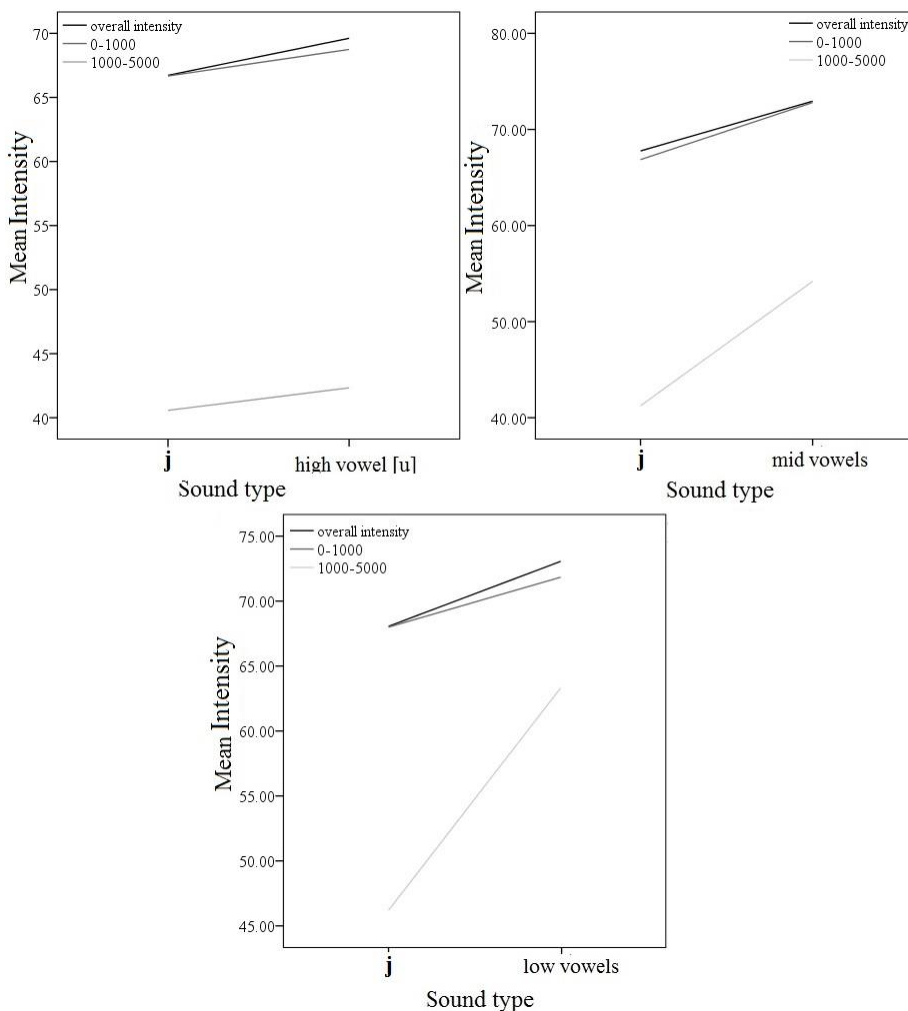 overall intensity
0-1000
1000-5000
70
65
60
55
50
45
40
Mean Intensity
j
high vowel [u]
Sound type
overall intensity
0-1000
1000-5000
80.00
70.00
60.00
50.00
40.00
Mean Intensity
j
mid vowels
Sound type
overall intensity
0-1000
1000-5000
75.00
70.00
65.00
60.00
55.00
50.00
45.00
Mean Intensity
j
low vowels
Sound type